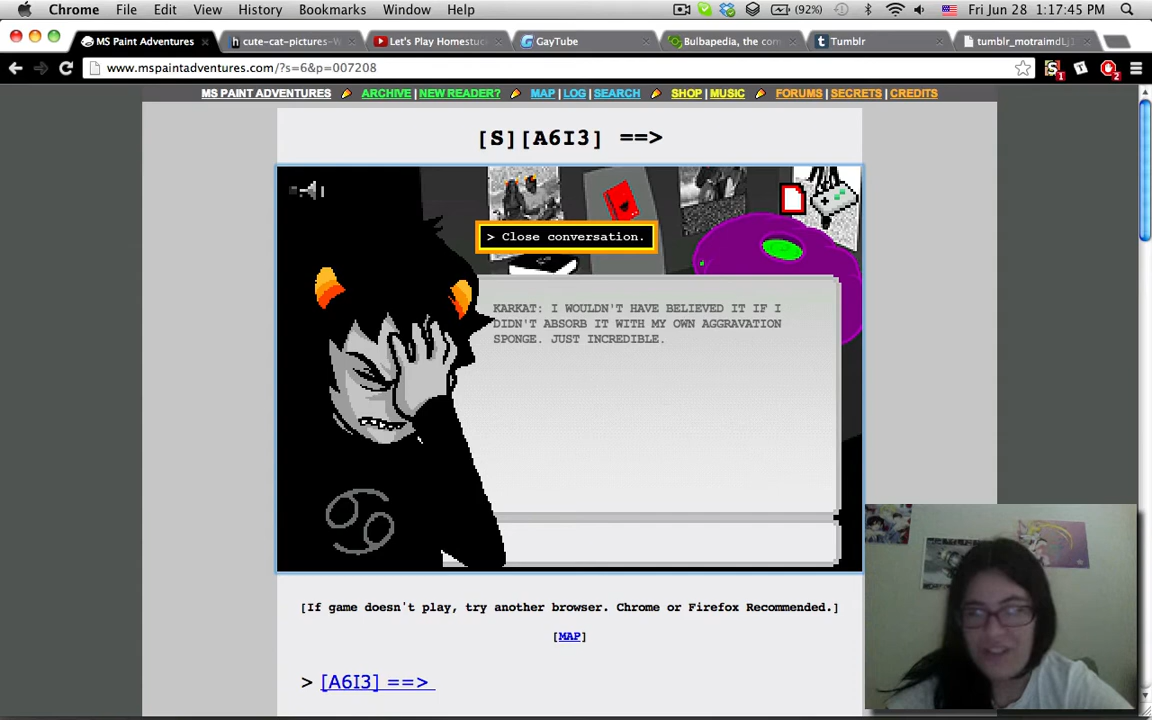 Chrome File Edit View History Bookmarks Window Help (92%) Fri Jun 28 1:17:45 PM
MS Paint Adventures cute-cat-pictures-W Let's Play Homestuc GayTube Bulbapedia, the com Tumblr tumblr_motraimdLj1
www.mspaintadventures.com/?s=6&p=007208
MS PAINT ADVENTURES ARCHIVE | NEW READER? MAP | LOG | SEARCH SHOP | MUSIC FORUMS | SECRETS | CREDITS
[S][A6I3] ==>
> Close conversation.
KARKAT: I WOULDN'T HAVE BELIEVED IT IF I
DIDN'T ABSORB IT WITH MY OWN AGGRAVATION
SPONGE. JUST INCREDIBLE.
[If game doesn't play, try another browser. Chrome or Firefox Recommended.]
[MAP]
> [A6I3] ==>